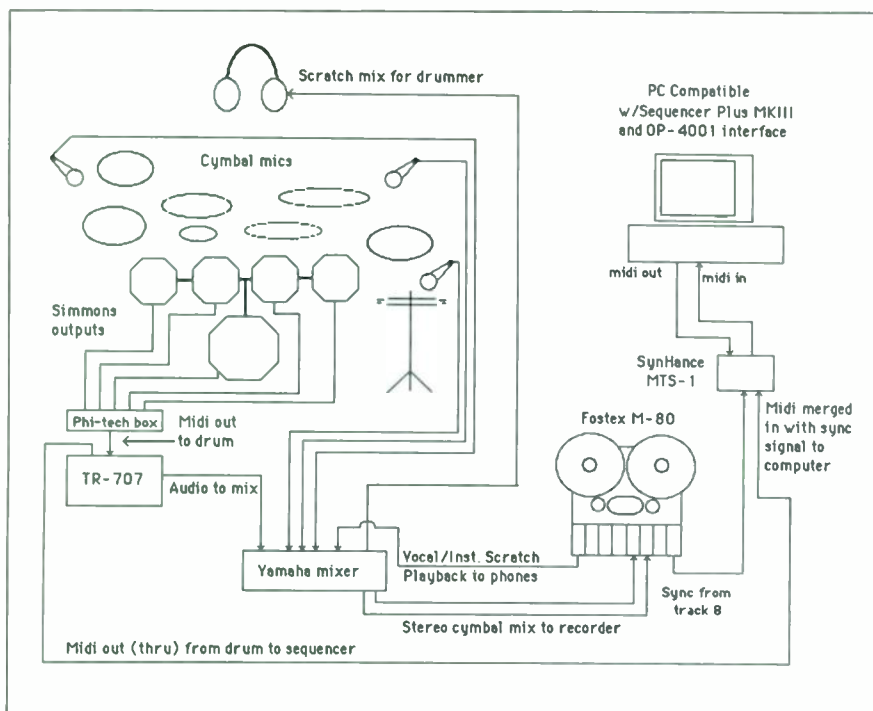 Scratch mix for drummer
PC Compatible
w/Sequencer Plus MKIII
and OP-4001 interface
Cymbal mics
midi out
midi in
Simmons
outputs
SynHance
MTS-1
Phi-tech box
Midi out
to drum
Fostex M-80
Midi merged
in with sync
signal to
computer
TR-707
Audio to mix
Vocal/Inst. Scratch
Playback to phones
Yamaha mixer
Sync from
track 8
Stereo cymbal mix to recorder
Midi out (thru) from drum to sequencer